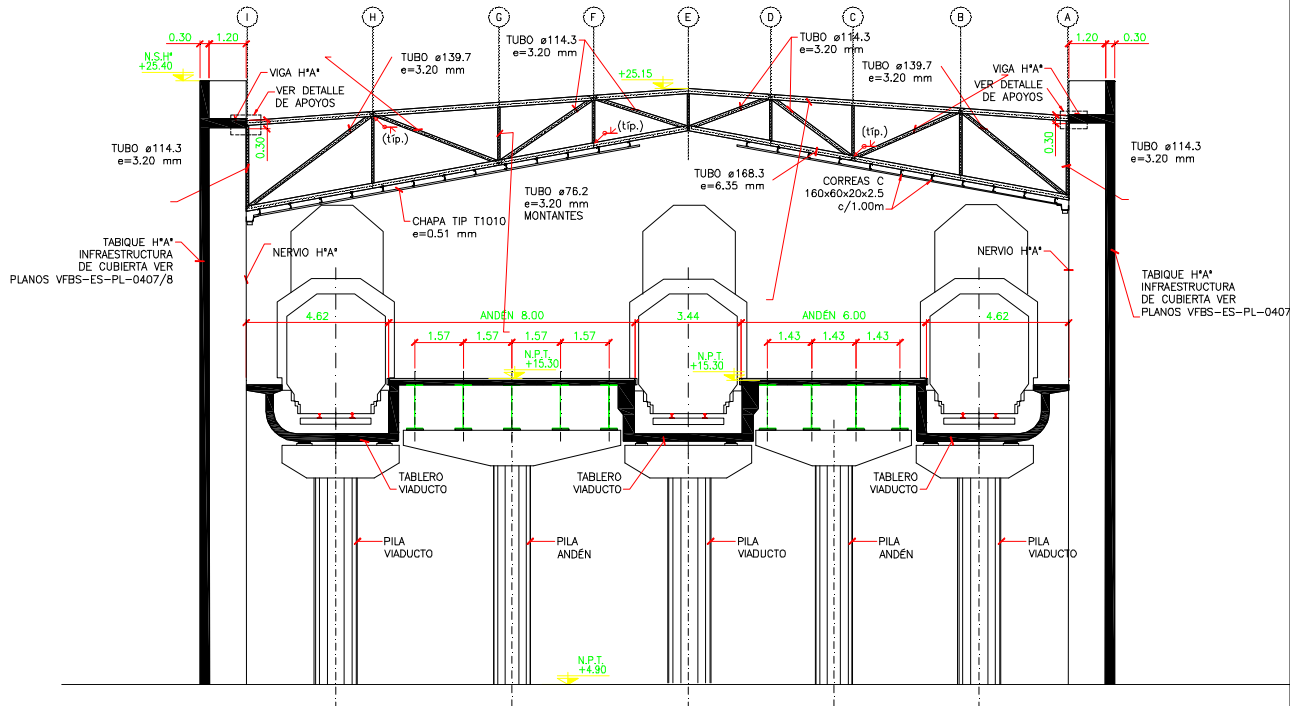 I
H
G
F
E
D
C
B
A
0.30
1.20
1.20
0.30
N.S.Hº
+25.40
VIGA HºAº
VER DETALLE
DE APOYOS
TUBO ø139.7
e=3.20 mm
TUBO ø114.3
e=3.20 mm
+25.15
TUBO ø114.3
e=3.20 mm
TUBO ø139.7
e=3.20 mm
VIGA HºAº
VER DETALLE
DE APOYOS
TUBO ø114.3
e=3.20 mm
0.30
(típ.)
(típ.)
(típ.)
0.30
TUBO ø114.3
e=3.20 mm
TUBO ø168.3
e=6.35 mm
CORREAS C
160x60x20x2.5
c/1.00m
TUBO ø76.2
e=3.20 mm
MONTANTES
CHAPA TIP T1010
e=0.51 mm
TABIQUE HºAº
INFRAESTRUCTURA
DE CUBIERTA VER
PLANOS VFBS-ES-PL-0407/8
NERVIO HºAº
NERVIO HºAº
TABIQUE HºAº
INFRAESTRUCTURA
DE CUBIERTA VER
PLANOS VFBS-ES-PL-0407
4.62
ANDÉN 8.00
3.44
ANDÉN 6.00
4.62
1.57
1.57
1.57
1.57
1.43
1.43
1.43
N.P.T.
+15.30
N.P.T.
+15.30
TABLERO
VIADUCTO
TABLERO
VIADUCTO
TABLERO
VIADUCTO
PILA
VIADUCTO
PILA
ANDÉN
PILA
VIADUCTO
PILA
ANDÉN
PILA
VIADUCTO
N.P.T.
+4.90